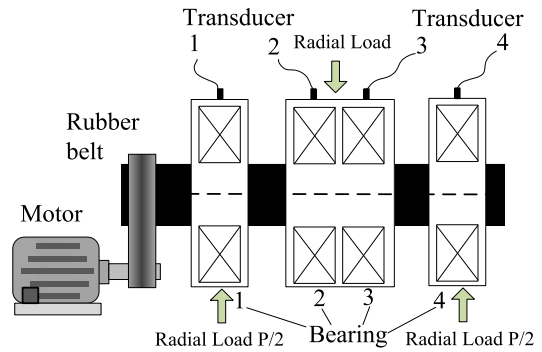 Transducer Transducer
1 2 Radial Load 3 4
Rubber
belt
Motor
1 2 3 4
Bearing
Radial Load P/2 Radial Load P/2